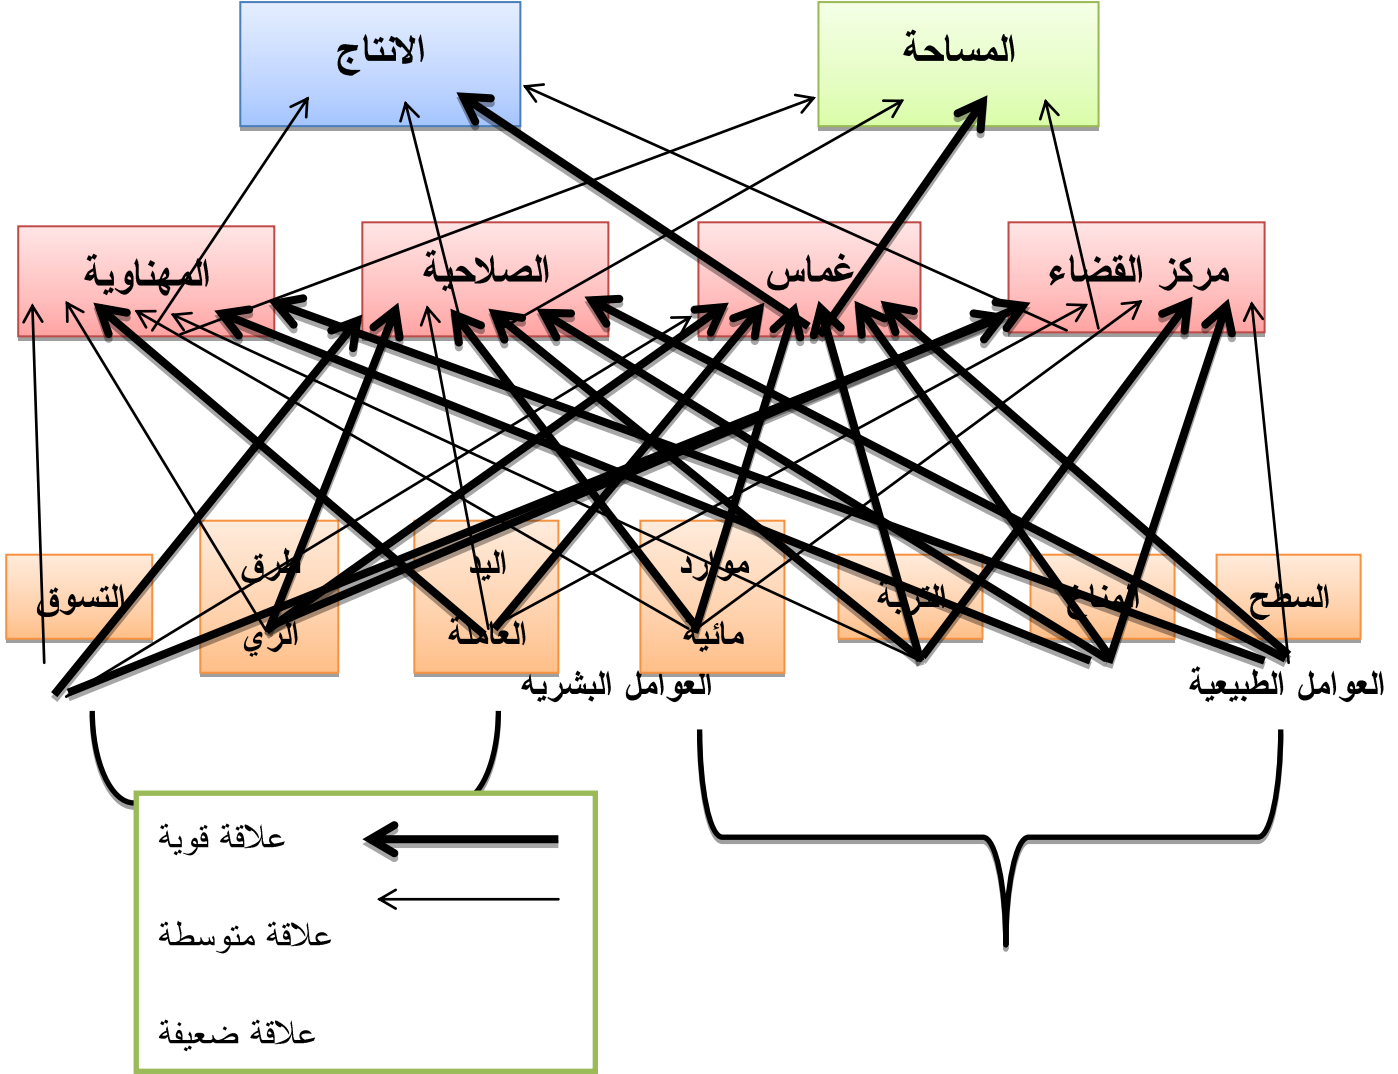 المساحة
الانتاج
مركز القضاء
غماس
الصلاحية
المهناوية
السطح
المناخ
التربة
موارد
مائية
اليد
العاملة
طرق
الري
التسوق
العوامل الطبيعية
العوامل البشريه
علاقة قوية
علاقة متوسطة
علاقة ضعيفة